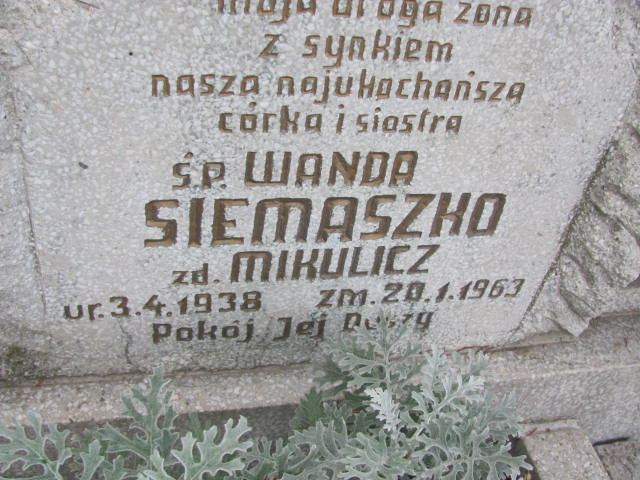 moja droga żona
z synkiem
nasza najukochańsza
córka i siostra
ś.p. WANDA
SIEMASZKO
zd. MIKULICZ
ur. 3.4.1938 zm. 20.1.1963
Pokój Jej Duszy